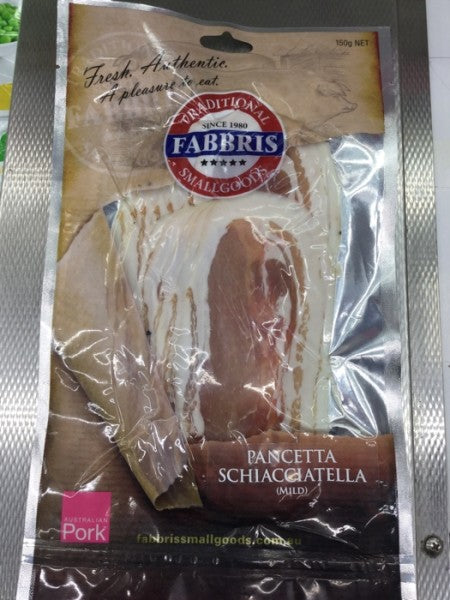 150g NET
Fresh. Authentic.
A pleasure to eat.
TRADITIONAL
SINCE 1980
FABBRIS
SMALLGOODS
PANCETTA
SCHIACCIATELLA
(MILD)
AUSTRALIAN
Pork
fabbrissmallgoods.com.au